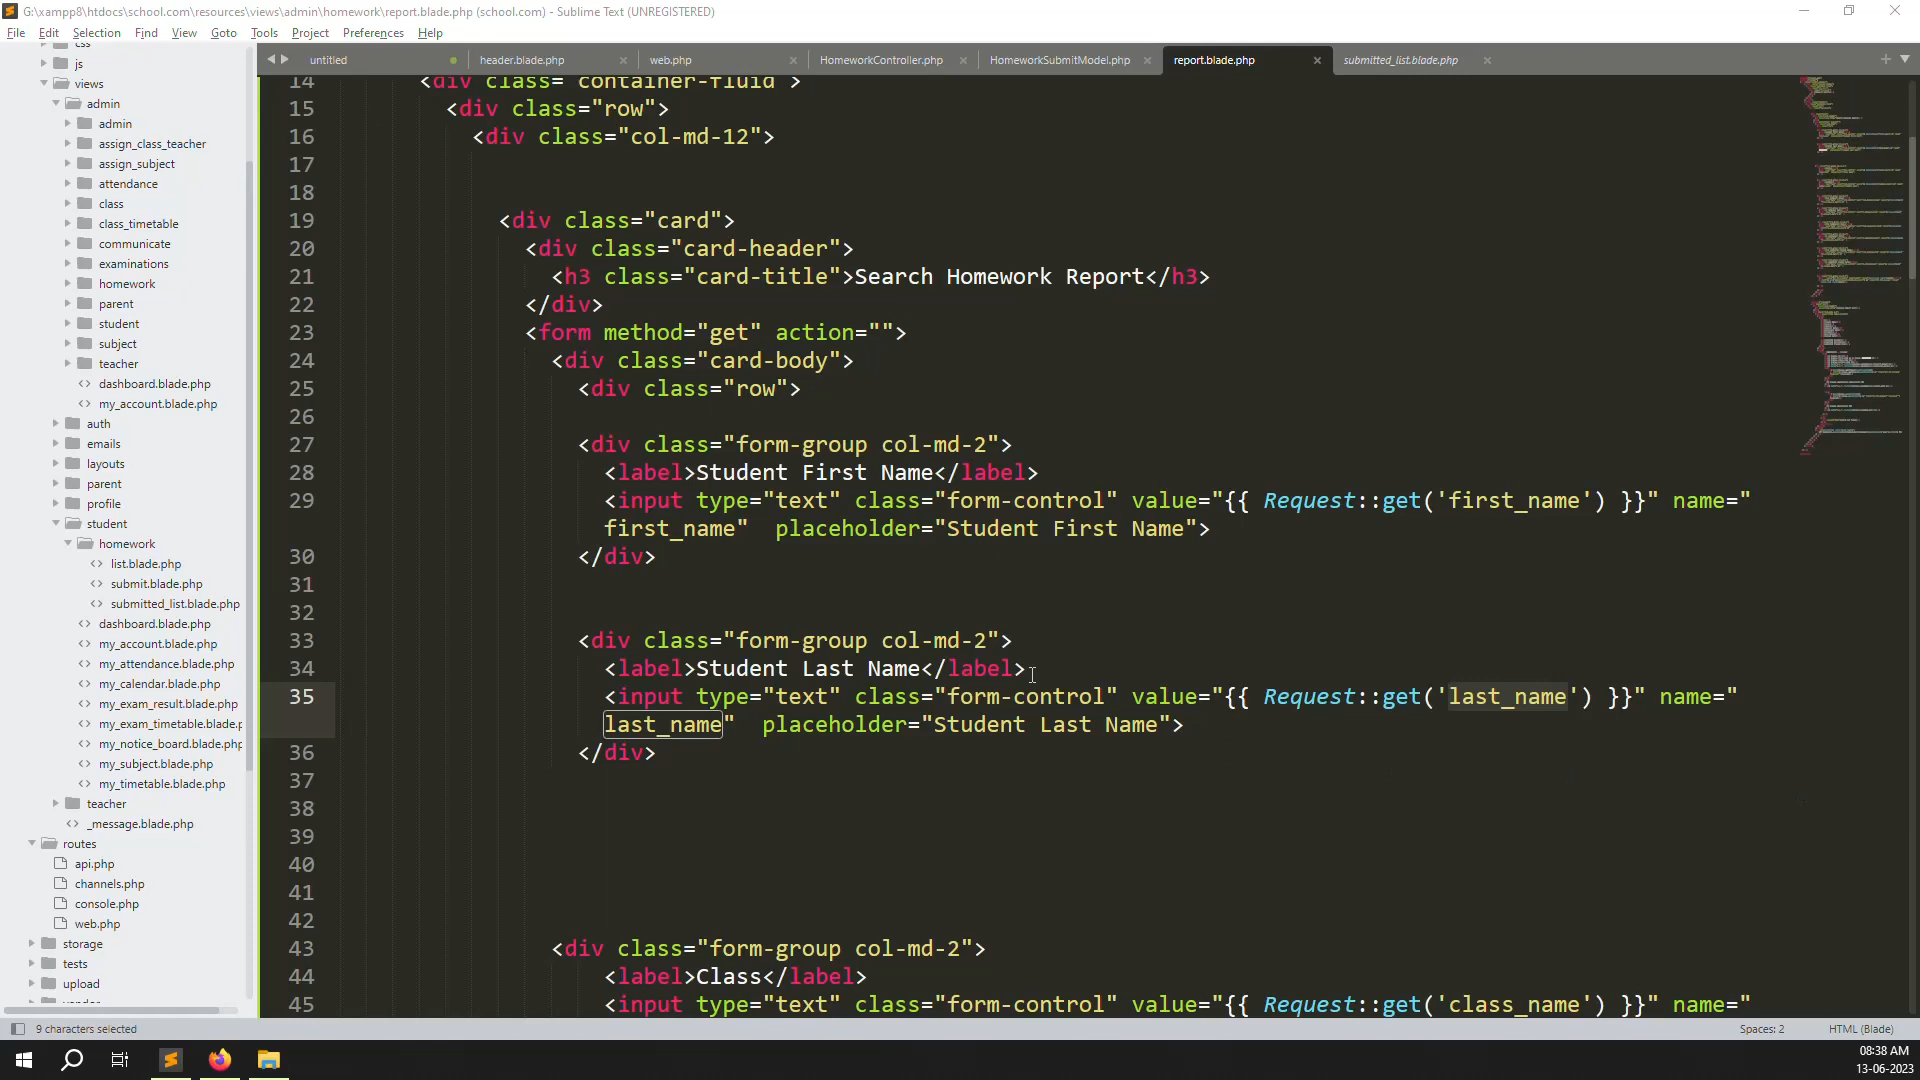 G:\xampp8\htdocs\school.com\resources\views\admin\homework\report.blade.php (school.com) - Sublime Text (UNREGISTERED)
File Edit Selection Find View Goto Tools Project Preferences Help
untitled header.blade.php web.php HomeworkController.php HomeworkSubmitModel.php report.blade.php submitted_list.blade.php
css
js
views
admin
admin
assign_class_teacher
assign_subject
attendance
class
class_timetable
communicate
examinations
homework
parent
student
subject
teacher
dashboard.blade.php
my_account.blade.php
auth
emails
layouts
parent
profile
student
homework
list.blade.php
submit.blade.php
submitted_list.blade.php
dashboard.blade.php
my_account.blade.php
my_attendance.blade.php
my_calendar.blade.php
my_exam_result.blade.php
my_exam_timetable.blade.p
my_notice_board.blade.php
my_subject.blade.php
my_timetable.blade.php
teacher
_message.blade.php
routes
api.php
channels.php
console.php
web.php
storage
tests
upload
14 <div class="container-fluid">
15 <div class="row">
16 <div class="col-md-12">
17
18
19 <div class="card">
20 <div class="card-header">
21 <h3 class="card-title">Search Homework Report</h3>
22 </div>
23 <form method="get" action="">
24 <div class="card-body">
25 <div class="row">
26
27 <div class="form-group col-md-2">
28 <label>Student First Name</label>
29 <input type="text" class="form-control" value="{{ Request::get('first_name') }}" name="
first_name"  placeholder="Student First Name">
30 </div>
31
32
33 <div class="form-group col-md-2">
34 <label>Student Last Name</label>
35 <input type="text" class="form-control" value="{{ Request::get('last_name') }}" name="
last_name"  placeholder="Student Last Name">
36 </div>
37
38
39
40
41
42
43 <div class="form-group col-md-2">
44 <label>Class</label>
45 <input type="text" class="form-control" value="{{ Request::get('class_name') }}" name="
9 characters selected Spaces: 2 HTML (Blade)
08:38 AM
13-06-2023